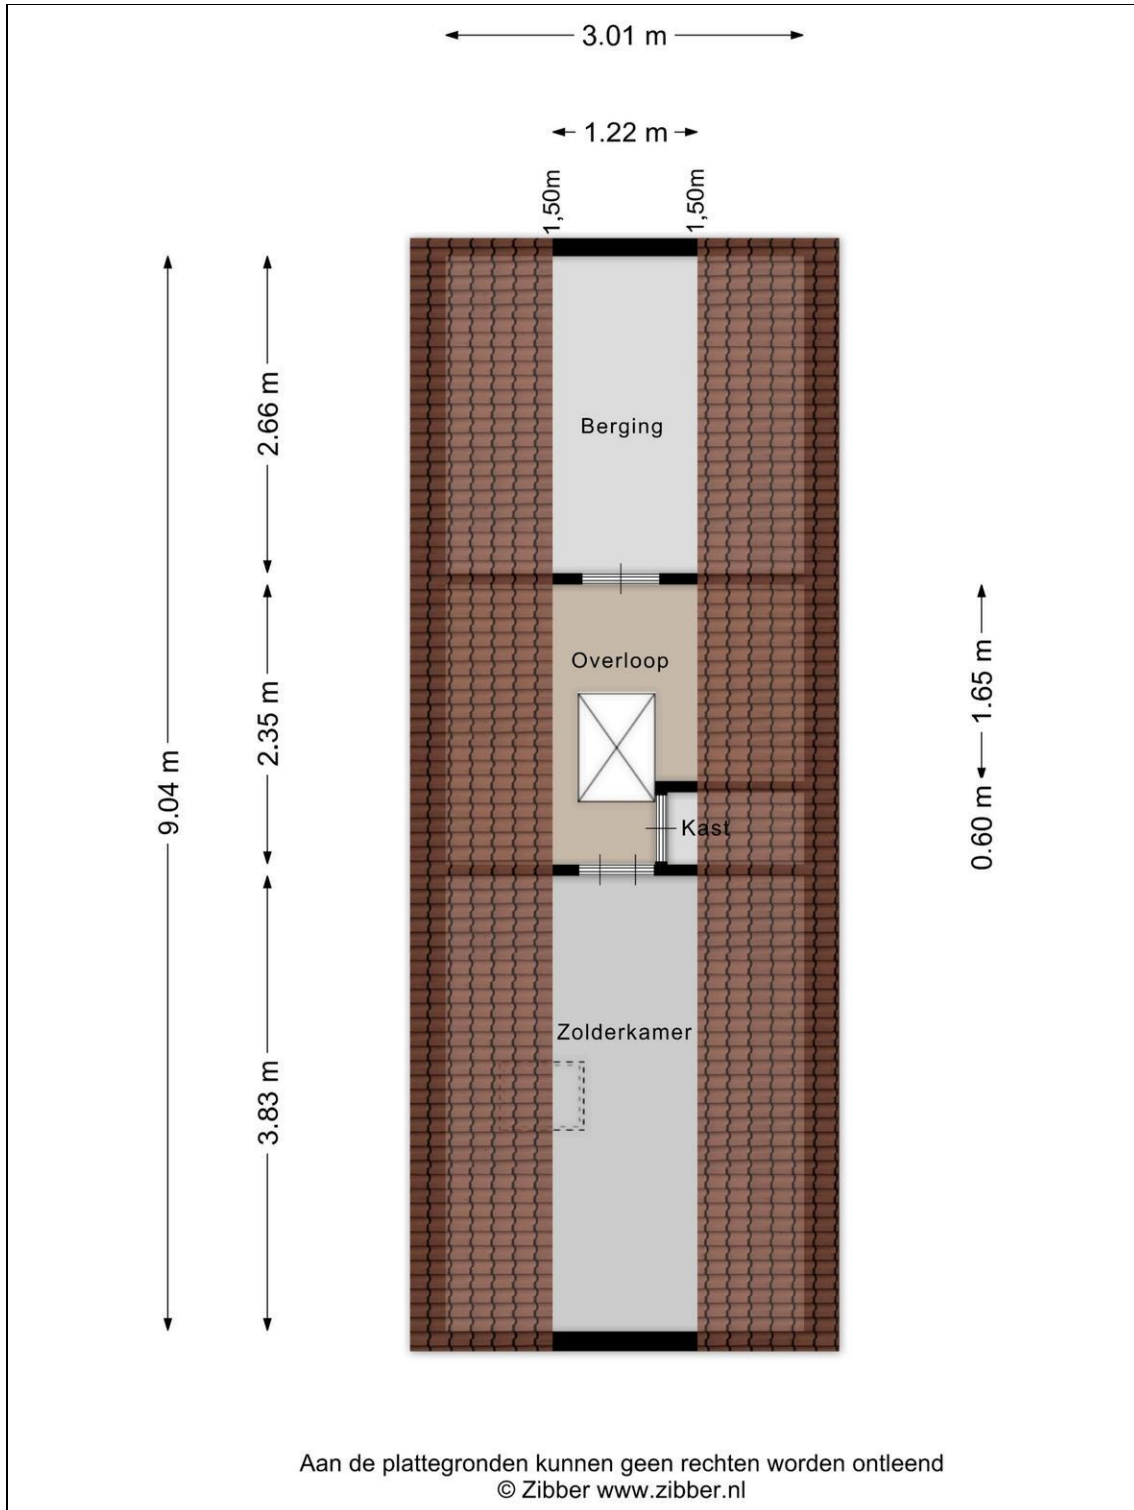 3.01 m
1.22 m
1,50m
1,50m
2.66 m
Berging
Overloop
2.35 m
1.65 m
9.04 m
Kast
0.60 m
Zolderkamer
3.83 m
Aan de plattegronden kunnen geen rechten worden ontleend
© Zibber www.zibber.nl